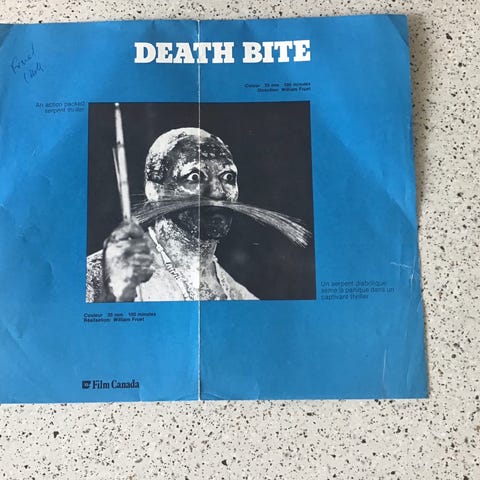 DEATH BITE
Colour 35 mm 100 minutes
Direction: William Fruet
An action packed
serpent thriller
Un serpent diabolique
sème la panique dans un
captivant thriller
Couleur 35 mm 100 minutes
Réalisation: William Fruet
Film Canada